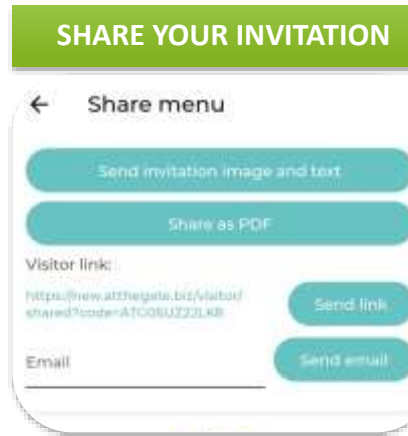 SHARE YOUR INVITATION
← Share menu
Send invitation image and text
Share as PDF
Visitor link:
https://new.atthegate.biz/visitor/
Send link
Email
Send email